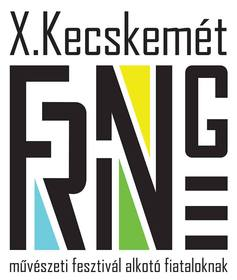 X.Kecskemét
FRINGE
művészeti fesztivál alkotó fiataloknak